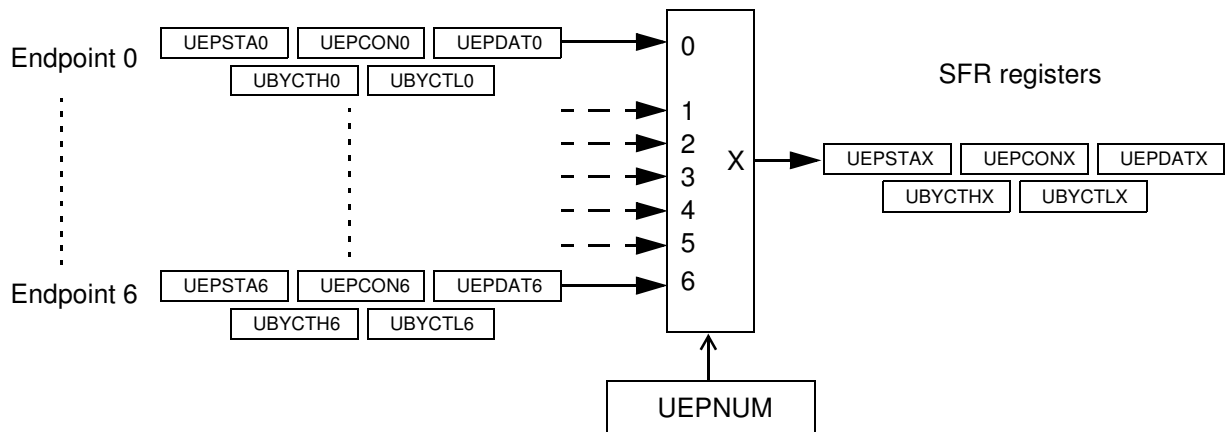 Endpoint 0 UEPSTA0 UEPCON0 UEPDAT0 0
UBYCTH0 UBYCTL0
SFR registers
1
2
3
4
5
X
UEPSTAX UEPCONX UEPDATX
UBYCTHX UBYCTLX
Endpoint 6 UEPSTA6 UEPCON6 UEPDAT6 6
UBYCTH6 UBYCTL6
UEPNUM